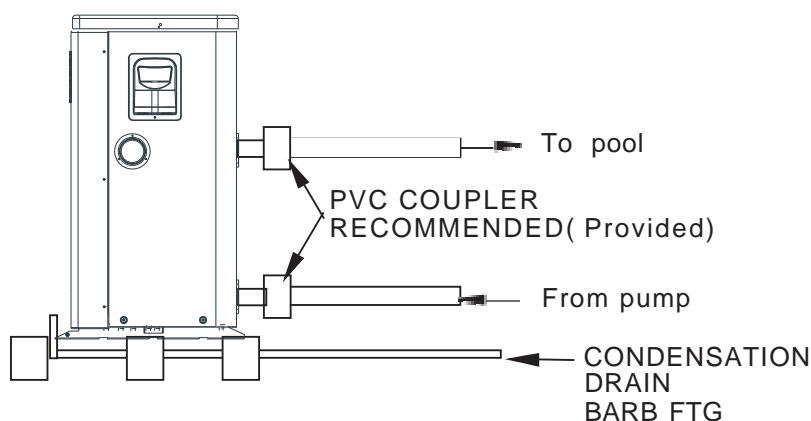 To pool
PVC COUPLER
RECOMMENDED( Provided)
From pump
CONDENSATION
DRAIN
BARB FTG